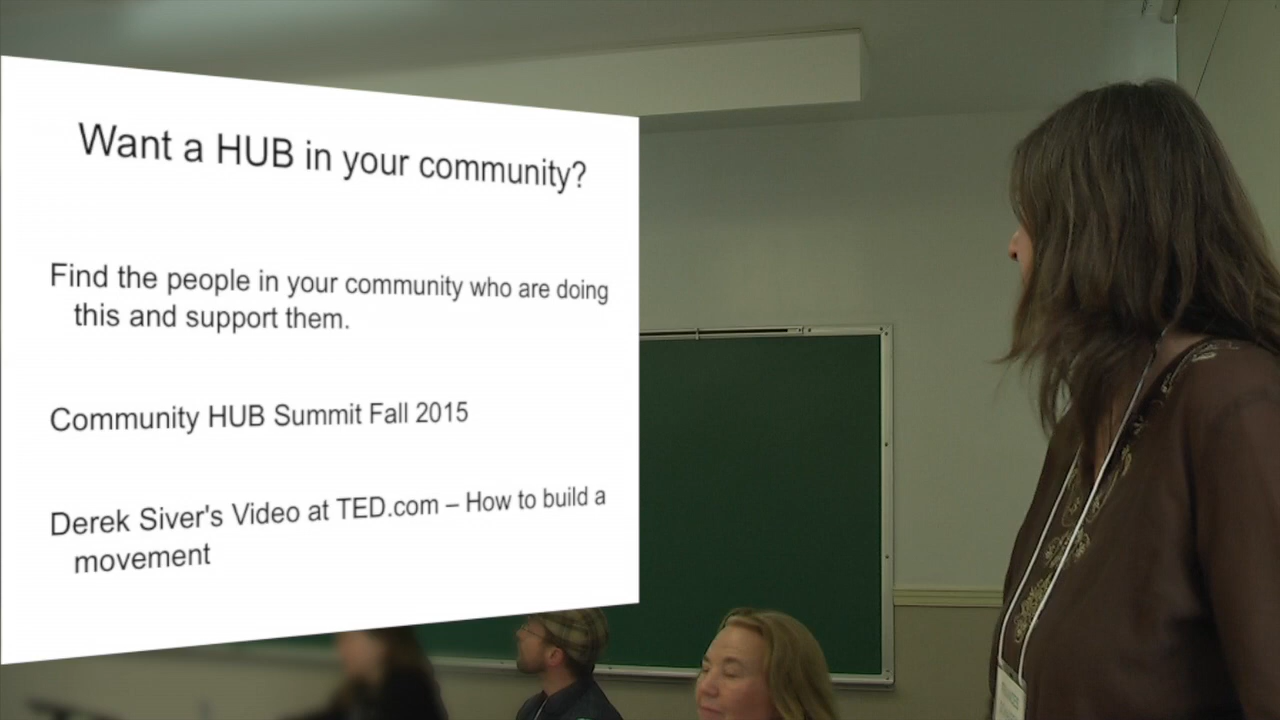 Want a HUB in your community?
Find the people in your community who are doing
this and support them.
Community HUB Summit Fall 2015
Derek Siver's Video at TED.com – How to build a
movement